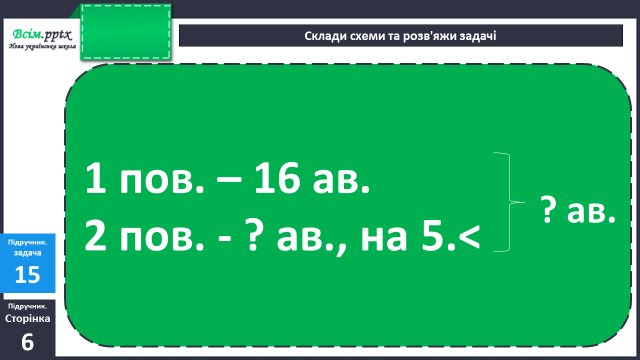 Всім.pptx
Нова українська школа
Склади схеми та розв'яжи задачі
1 пов. – 16 ав.
2 пов. - ? ав., на 5.<
? ав.
Підручник.
задача
15
Підручник.
Сторінка
6